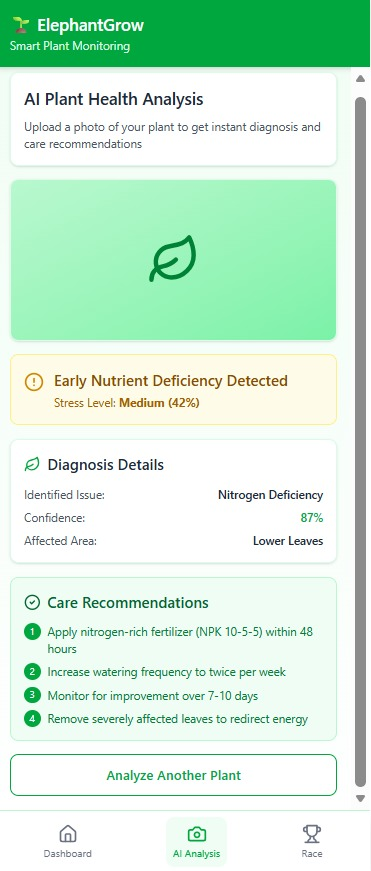 ElephantGrow
Smart Plant Monitoring
AI Plant Health Analysis
Upload a photo of your plant to get instant diagnosis and
care recommendations
Early Nutrient Deficiency Detected
Stress Level: Medium (42%)
Diagnosis Details
Identified Issue: Nitrogen Deficiency
Confidence: 87%
Affected Area: Lower Leaves
Care Recommendations
1 Apply nitrogen-rich fertilizer (NPK 10-5-5) within 48
hours
2 Increase watering frequency to twice per week
3 Monitor for improvement over 7-10 days
4 Remove severely affected leaves to redirect energy
Analyze Another Plant
Dashboard AI Analysis Race